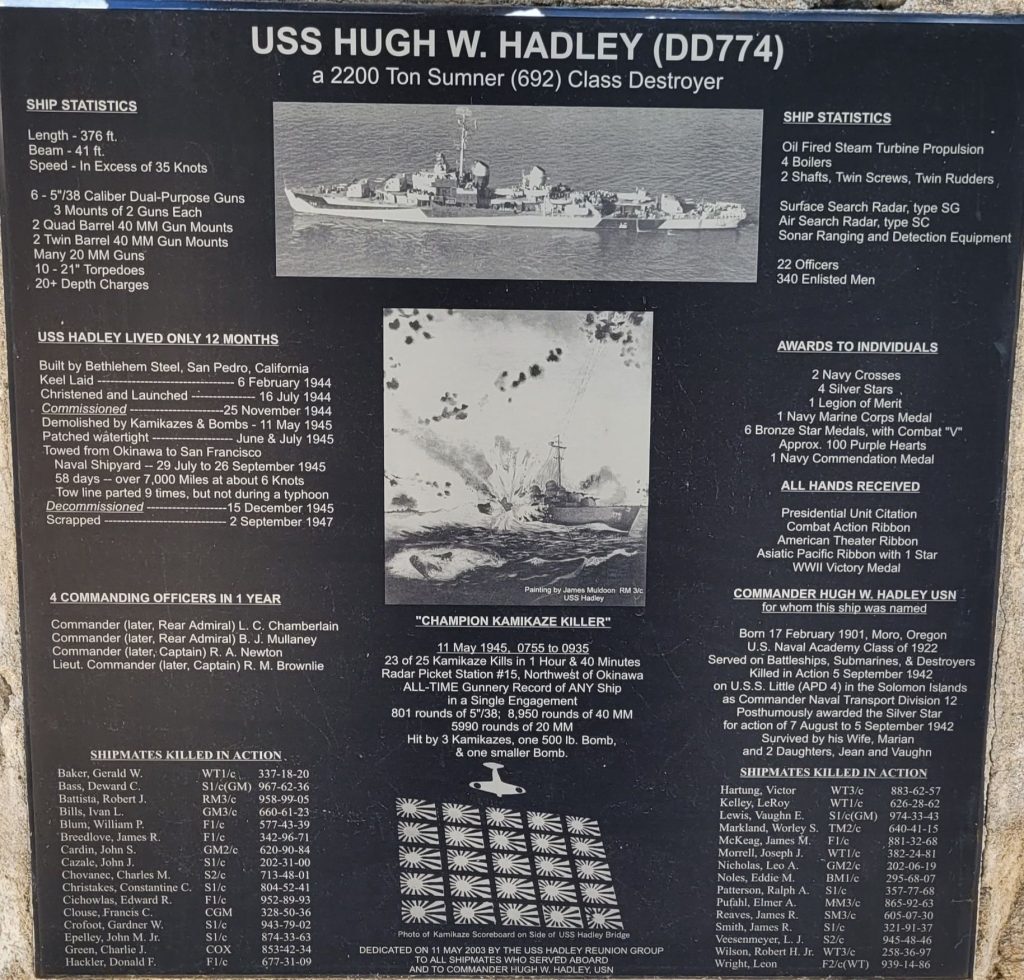 USS HUGH W. HADLEY (DD774)
a 2200 Ton Sumner (692) Class Destroyer
SHIP STATISTICS
Length - 376 ft.
Beam - 41 ft.
Speed - In Excess of 35 Knots
6 - 5"/38 Caliber Dual-Purpose Guns
3 Mounts of 2 Guns Each
2 Quad Barrel 40 MM Gun Mounts
2 Twin Barrel 40 MM Gun Mounts
Many 20 MM Guns
10 - 21" Torpedoes
20+ Depth Charges
SHIP STATISTICS
Oil Fired Steam Turbine Propulsion
4 Boilers
2 Shafts, Twin Screws, Twin Rudders
Surface Search Radar, type SG
Air Search Radar, type SC
Sonar Ranging and Detection Equipment
22 Officers
340 Enlisted Men
USS HADLEY LIVED ONLY 12 MONTHS
Built by Bethlehem Steel, San Pedro, California
Keel Laid -------------------------------- 6 February 1944
Christened and Launched --------------- 16 July 1944
Commissioned ----------------------25 November 1944
Demolished by Kamikazes & Bombs - 11 May 1945
Patched watertight ------------------- June & July 1945
Towed from Okinawa to San Francisco
Naval Shipyard -- 29 July to 26 September 1945
58 days -- over 7,000 Miles at about 6 Knots
Tow line parted 9 times, but not during a typhoon
Decommissioned -------------------15 December 1945
Scrapped ----------------------------- 2 September 1947
4 COMMANDING OFFICERS IN 1 YEAR
Commander (later, Rear Admiral) L. C. Chamberlain
Commander (later, Rear Admiral) B. J. Mullaney
Commander (later, Captain) R. A. Newton
Lieut. Commander (later, Captain) R. M. Brownlie
Painting by James Muldoon RM 3/c
USS Hadley
"CHAMPION KAMIKAZE KILLER"
11 May 1945, 0755 to 0935
23 of 25 Kamikaze Kills in 1 Hour & 40 Minutes
Radar Picket Station #15, Northwest of Okinawa
ALL-TIME Gunnery Record of ANY Ship
in a Single Engagement
801 rounds of 5"/38; 8,950 rounds of 40 MM
5990 rounds of 20 MM
Hit by 3 Kamikazes, one 500 lb. Bomb,
& one smaller Bomb.
AWARDS TO INDIVIDUALS
2 Navy Crosses
4 Silver Stars
1 Legion of Merit
1 Navy Marine Corps Medal
6 Bronze Star Medals, with Combat "V"
Approx. 100 Purple Hearts
1 Navy Commendation Medal
ALL HANDS RECEIVED
Presidential Unit Citation
Combat Action Ribbon
American Theater Ribbon
Asiatic Pacific Ribbon with 1 Star
WWII Victory Medal
COMMANDER HUGH W. HADLEY USN
for whom this ship was named
Born 17 February 1901, Moro, Oregon
U.S. Naval Academy Class of 1922
Served on Battleships, Submarines, & Destroyers
Killed in Action 5 September 1942
on U.S.S. Little (APD 4) in the Solomon Islands
as Commander Naval Transport Division 12
Posthumously awarded the Silver Star
for action of 7 August to 5 September 1942
Survived by his Wife, Marian
and 2 Daughters, Jean and Vaughn
SHIPMATES KILLED IN ACTION
Baker, Gerald W. WT1/c 337-18-20
Bass, Deward C. S1/c(GM) 967-62-36
Battista, Robert J. RM3/c 958-99-05
Bills, Ivan L. GM3/c 660-61-23
Blum, William P. F1/c 577-43-39
Breedlove, James R. F1/c 342-96-71
Cardin, John S. GM2/c 620-90-84
Cazale, John J. S1/c 202-31-00
Chovanec, Charles M. S2/c 713-48-01
Christakes, Constantine C. S1/c 804-52-41
Cichowlas, Edward R. F1/c 952-89-93
Clouse, Francis C. CGM 328-50-36
Crofoot, Gardner W. S1/c 943-79-02
Epelley, John M. Jr. S1/c 874-33-63
Green, Charlie J. COX 853-42-34
Hackler, Donald F. F1/c 677-31-09
Photo of Kamikaze Scoreboard on Side of USS Hadley Bridge
DEDICATED ON 11 MAY 2003 BY THE USS HADLEY REUNION GROUP
TO ALL SHIPMATES WHO SERVED ABOARD
AND TO COMMANDER HUGH W. HADLEY, USN
SHIPMATES KILLED IN ACTION
Hartung, Victor WT3/c 883-62-57
Kelley, LeRoy WT1/c 626-28-62
Lewis, Vaughn E. S1/c(GM) 974-33-43
Markland, Worley S. TM2/c 640-41-15
McKeag, James M. F1/c 881-32-68
Morrell, Joseph J. WT1/c 382-24-81
Nicholas, Leo A. GM2/c 202-06-19
Noles, Eddie M. BM1/c 295-68-07
Patterson, Ralph A. S1/c 357-77-68
Pufahl, Elmer A. MM3/c 865-92-63
Reaves, James R. SM3/c 605-07-30
Smith, James R. S1/c 321-91-37
Veesenmeyer, L. J. S2/c 945-48-46
Wilson, Robert H. Jr. WT3/c 258-36-97
Wright, Leon F2/c(WT) 939-14-86